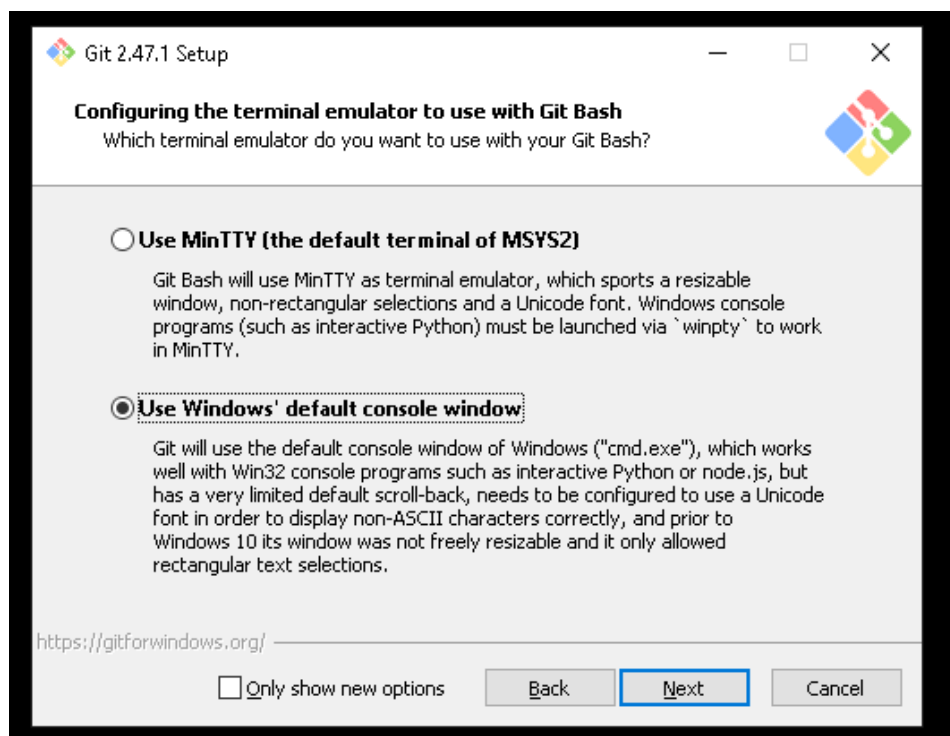 Git 2.47.1 Setup
Configuring the terminal emulator to use with Git Bash
Which terminal emulator do you want to use with your Git Bash?
Use MinTTY (the default terminal of MSYS2)
Git Bash will use MinTTY as terminal emulator, which sports a resizable
window, non-rectangular selections and a Unicode font. Windows console
programs (such as interactive Python) must be launched via `winpty` to work
in MinTTY.
Use Windows' default console window
Git will use the default console window of Windows ("cmd.exe"), which works
well with Win32 console programs such as interactive Python or node.js, but
has a very limited default scroll-back, needs to be configured to use a Unicode
font in order to display non-ASCII characters correctly, and prior to
Windows 10 its window was not freely resizable and it only allowed
rectangular text selections.
https://gitforwindows.org/
Only show new options Back Next Cancel